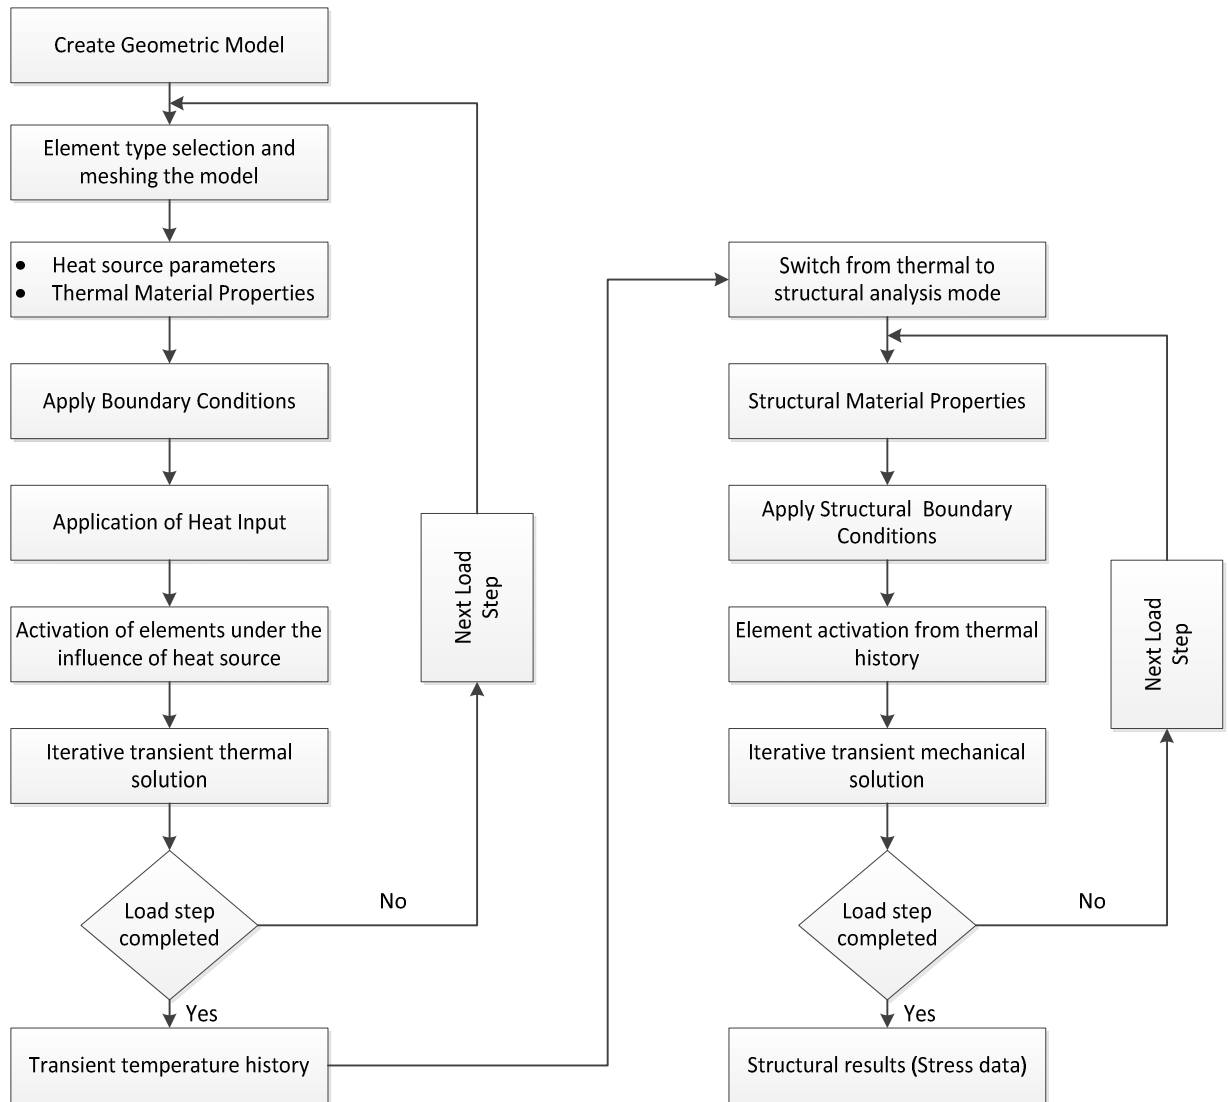 Create Geometric Model
Element type selection and
meshing the model
• Heat source parameters
• Thermal Material Properties
Apply Boundary Conditions
Application of Heat Input
Activation of elements under the
influence of heat source
Iterative transient thermal
solution
Load step
completed
No
Next Load
Step
Yes
Transient temperature history
Switch from thermal to
structural analysis mode
Structural Material Properties
Apply Structural Boundary
Conditions
Element activation from thermal
history
Iterative transient mechanical
solution
Load step
completed
No
Next Load
Step
Yes
Structural results (Stress data)